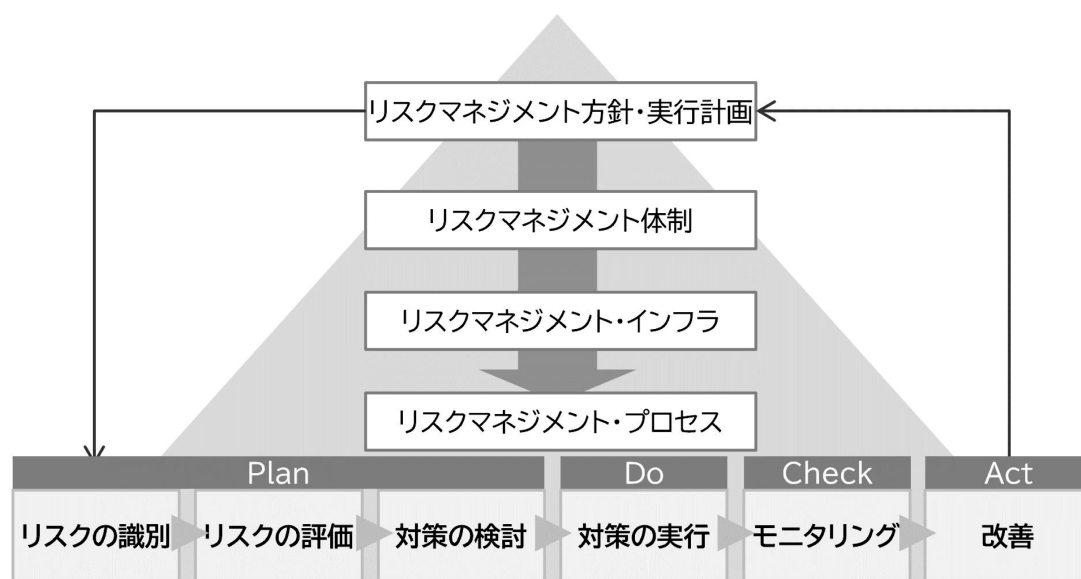 リスクマネジメント方針・実行計画
リスクマネジメント体制
リスクマネジメント・インフラ
リスクマネジメント・プロセス
Plan
Do
Check
Act
リスクの識別
リスクの評価
対策の検討
対策の実行
モニタリング
改善